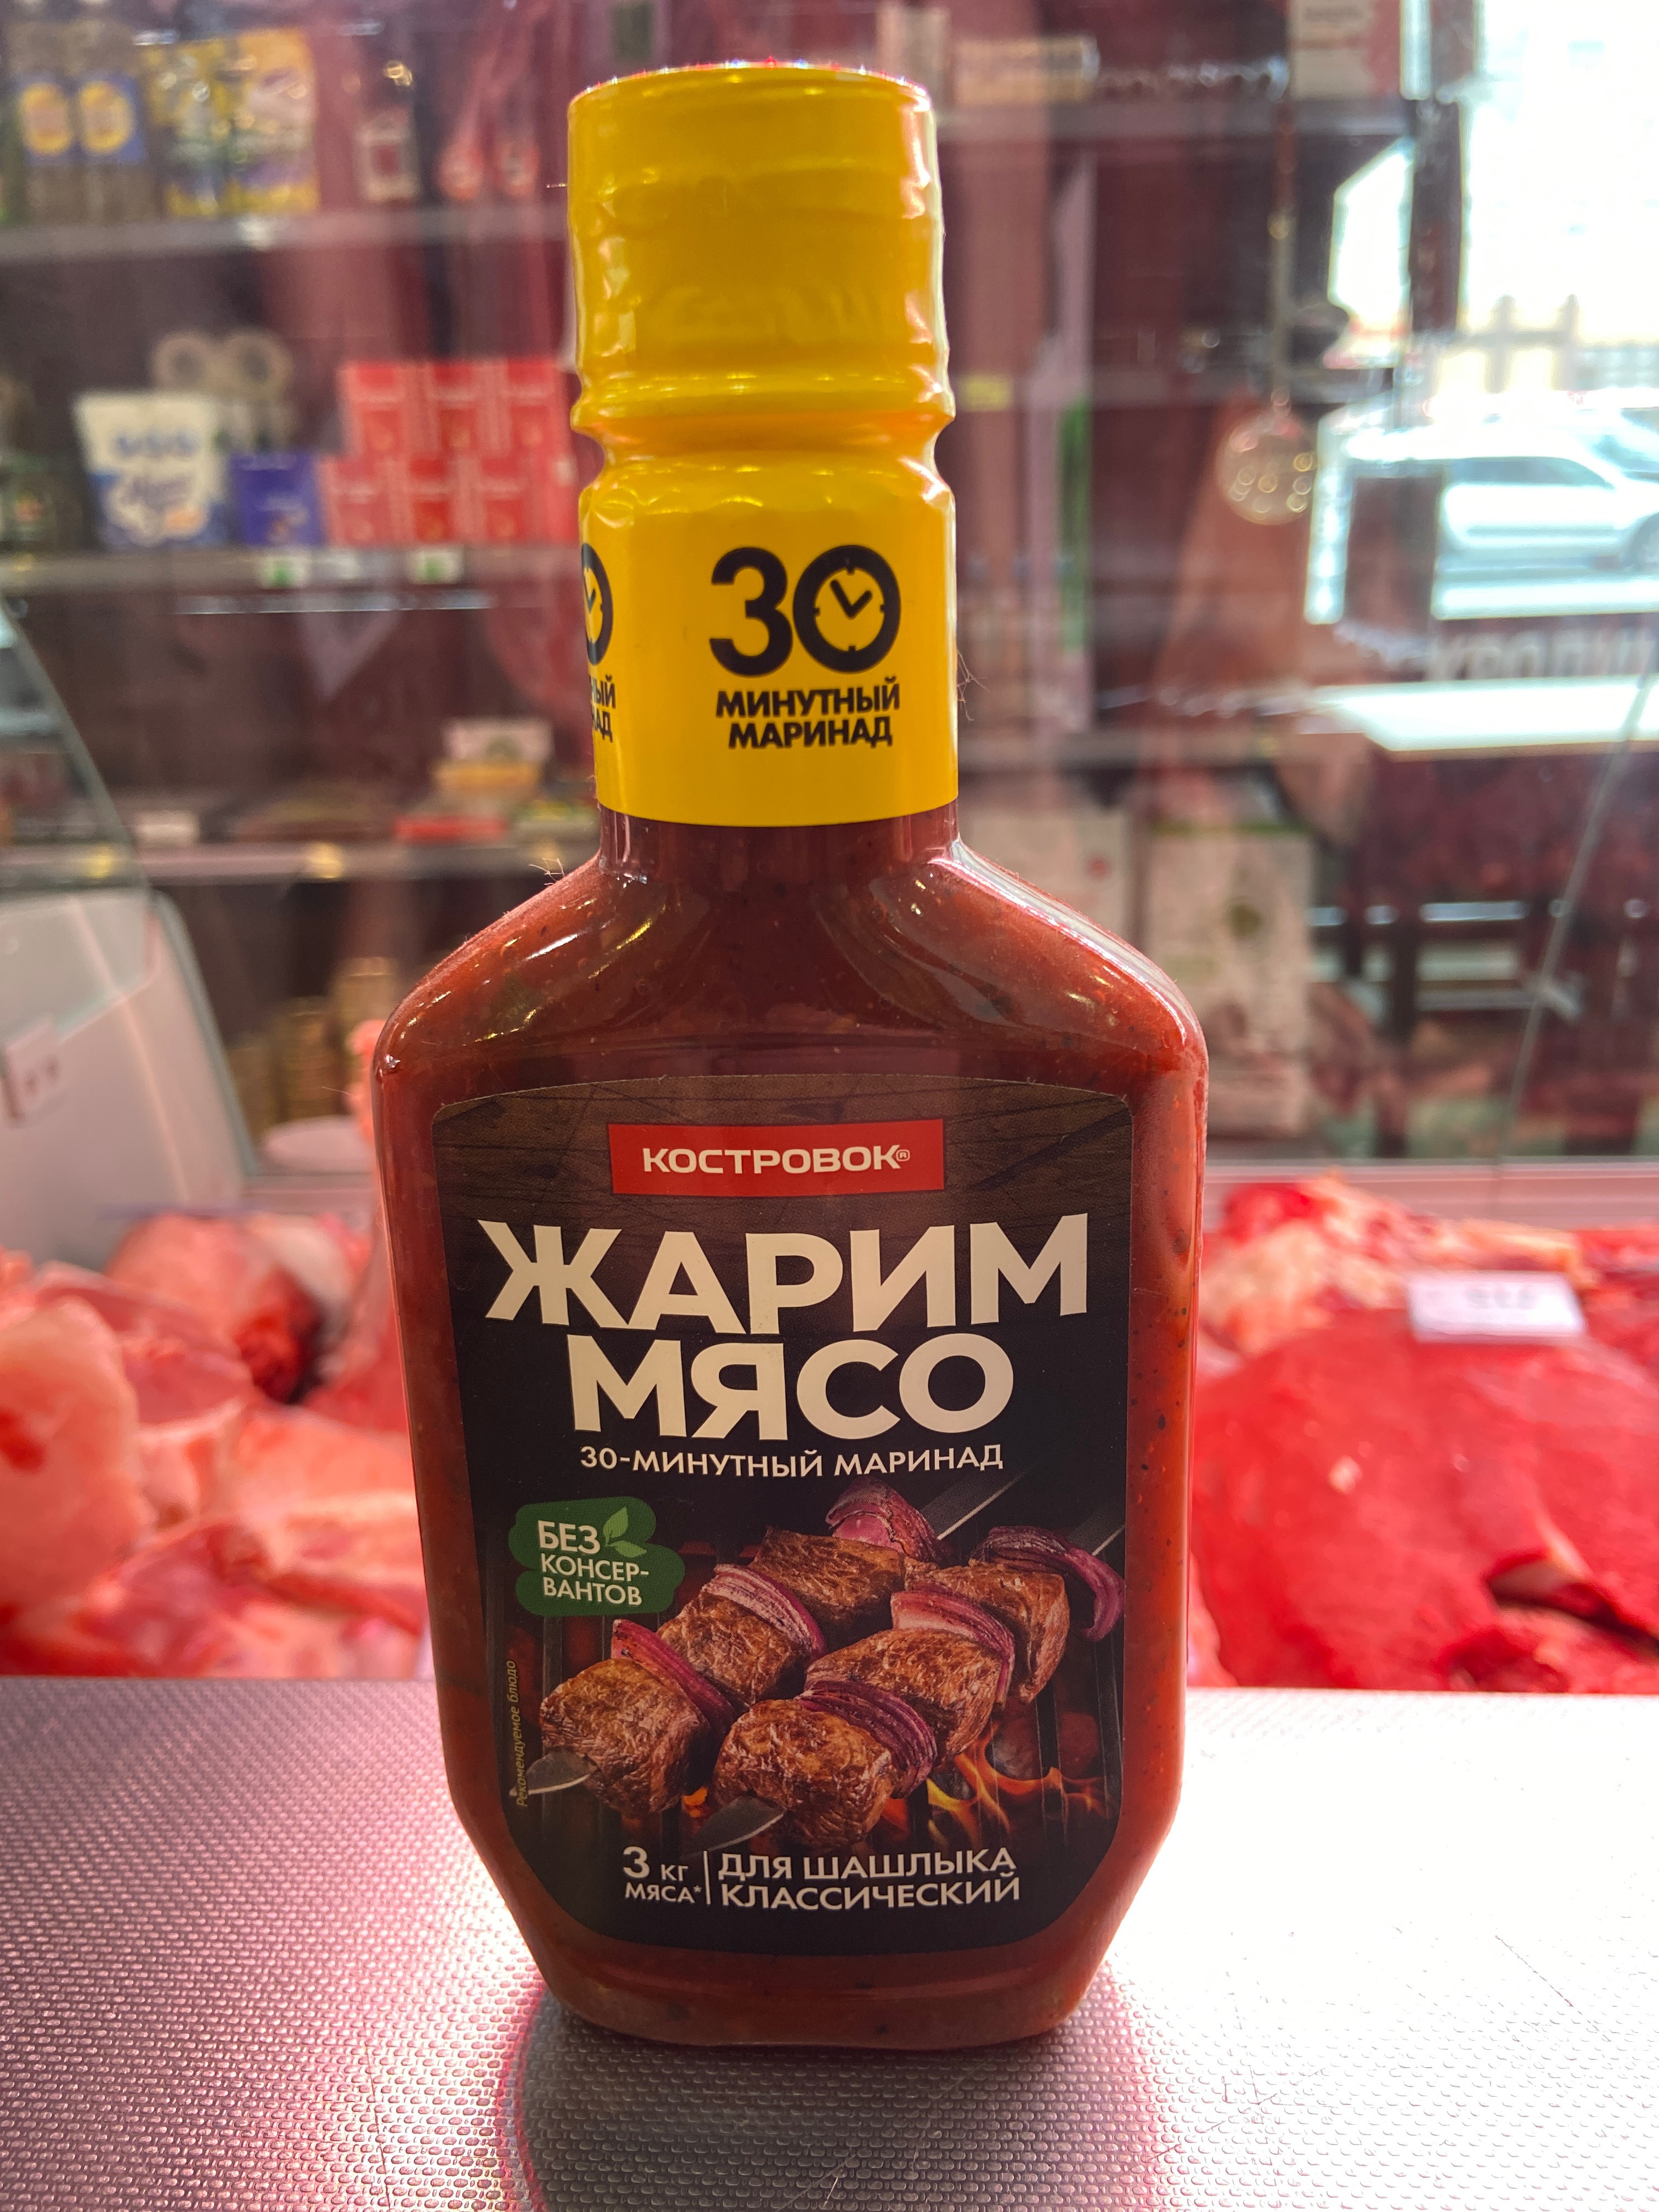 30
МИНУТНЫЙ
МАРИНАД
КОСТРОВОК®
ЖАРИМ
МЯСО
30-МИНУТНЫЙ МАРИНАД
БЕЗ
КОНСЕР-
ВАНТОВ
Рекомендуемое блюдо
3 КГ
МЯСА*
ДЛЯ ШАШЛЫКА
КЛАССИЧЕСКИЙ